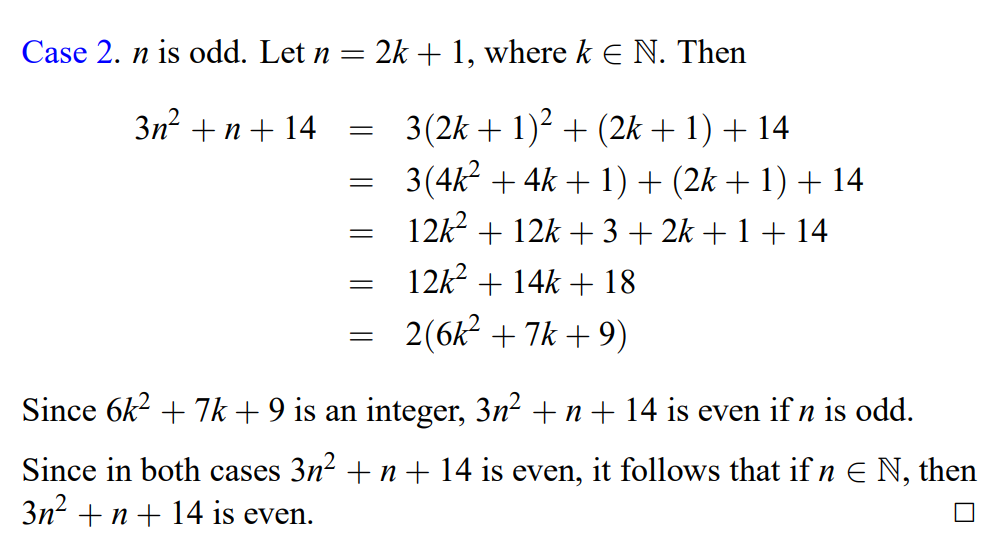 Case 2. n is odd. Let n = 2k + 1, where k ∈ ℕ. Then
3n² + n + 14 = 3(2k + 1)² + (2k + 1) + 14
= 3(4k² + 4k + 1) + (2k + 1) + 14
= 12k² + 12k + 3 + 2k + 1 + 14
= 12k² + 14k + 18
= 2(6k² + 7k + 9)
Since 6k² + 7k + 9 is an integer, 3n² + n + 14 is even if n is odd.
Since in both cases 3n² + n + 14 is even, it follows that if n ∈ ℕ, then
3n² + n + 14 is even. □